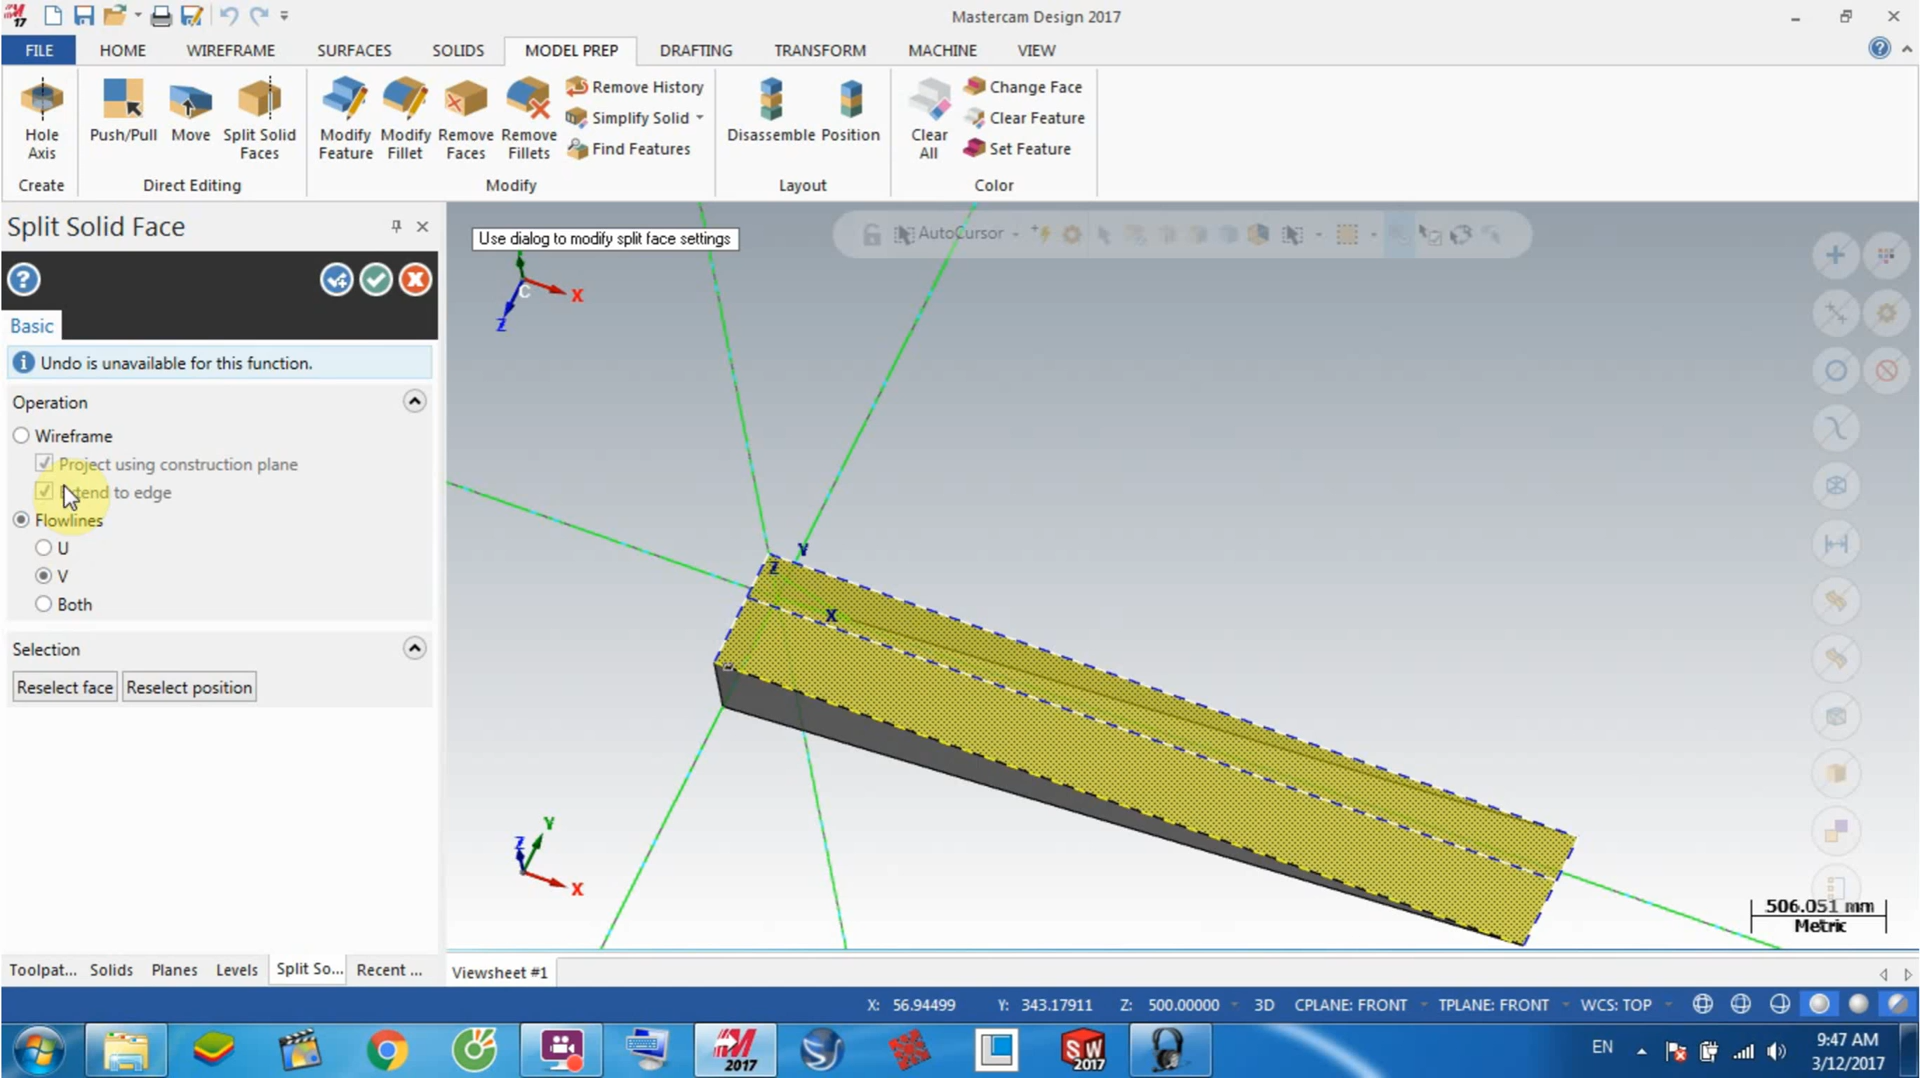 17
Mastercam Design 2017
FILE
HOME
WIREFRAME
SURFACES
SOLIDS
MODEL PREP
DRAFTING
TRANSFORM
MACHINE
VIEW
Hole
Axis
Push/Pull
Move
Split Solid
Faces
Modify
Feature
Modify
Fillet
Remove
Faces
Remove
Fillets
Remove History
Simplify Solid
Find Features
Disassemble
Position
Clear
All
Change Face
Clear Feature
Set Feature
Create
Direct Editing
Modify
Layout
Color
Split Solid Face
Use dialog to modify split face settings
AutoCursor
Basic
Undo is unavailable for this function.
Operation
Wireframe
Project using construction plane
tend to edge
Flowlines
U
V
Both
Selection
Reselect face
Reselect position
X
C
Z
Y
Z
X
Z
Y
X
506.051 mm
Metric
Toolpat...
Solids
Planes
Levels
Split So...
Recent ...
Viewsheet #1
X: 56.94499
Y: 343.17911
Z: 500.00000
3D
CPLANE: FRONT
TPLANE: FRONT
WCS: TOP
2017
SW
2017
EN
9:47 AM
3/12/2017